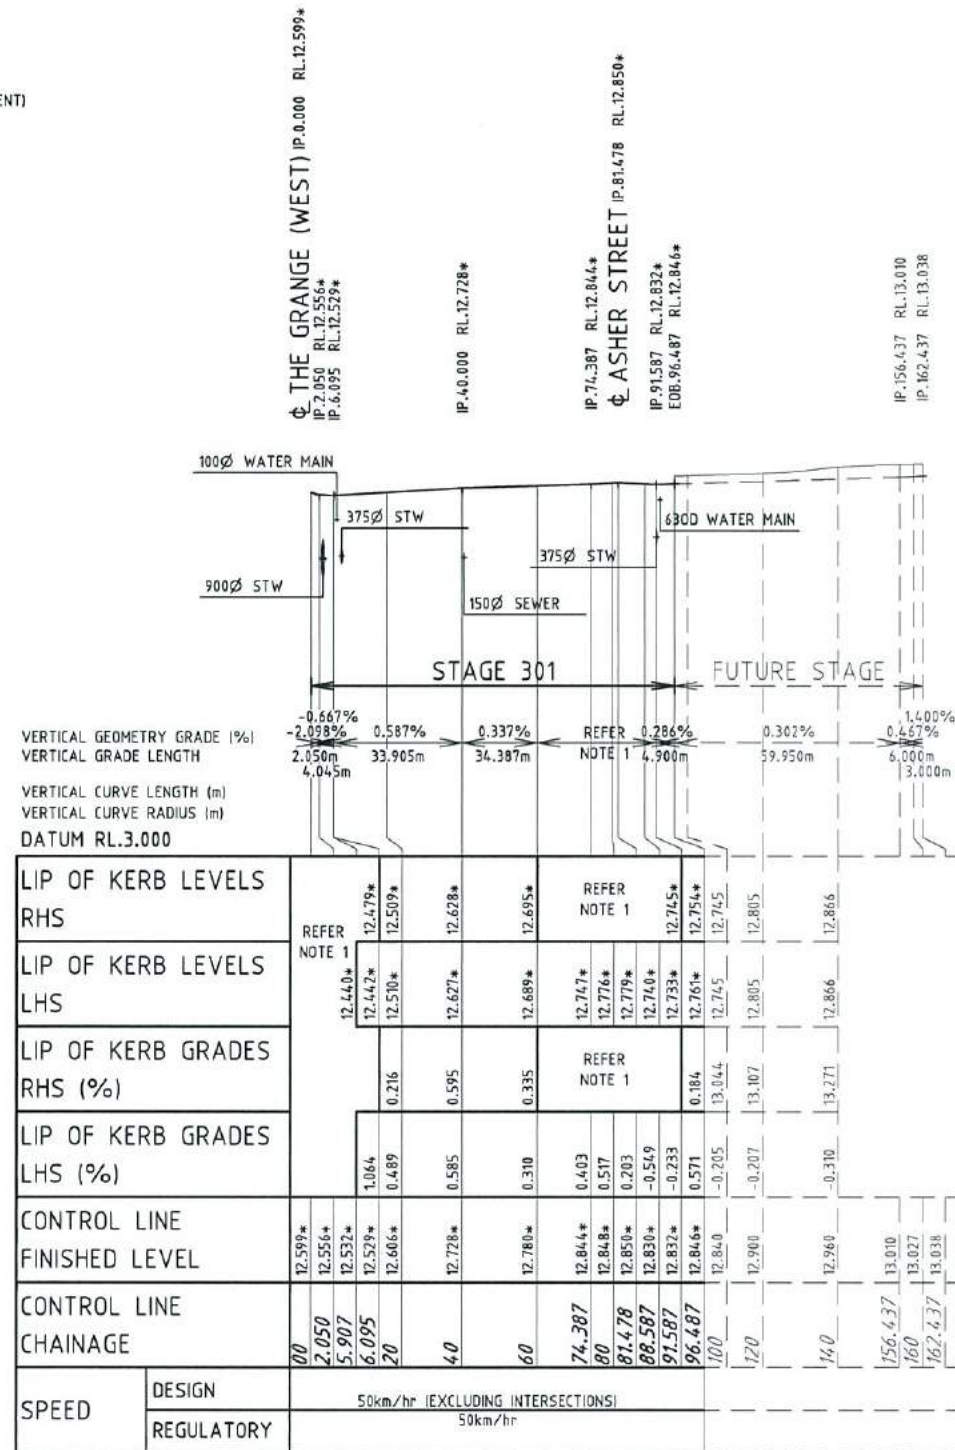 ENT)
℄ THE GRANGE (WEST) IP.0.000 RL.12.599*
IP.2.050 RL.12.556*
IP.6.095 RL.12.529*
IP.40.000 RL.12.728*
IP.74.387 RL.12.844*
℄ ASHER STREET IP.81.478 RL.12.850*
IP.91.587 RL.12.832*
EOB.96.487 RL.12.846*
IP.156.437 RL.13.010
IP.162.437 RL.13.038
100Ø WATER MAIN
375Ø STW
900Ø STW
150Ø SEWER
375Ø STW
630D WATER MAIN
STAGE 301
FUTURE STAGE
VERTICAL GEOMETRY GRADE (%) -2.098% -0.667% 0.587% 0.337% REFER NOTE 1 0.286% 0.302% 0.467% 1.400%
VERTICAL GRADE LENGTH 2.050m 4.045m 33.905m 34.387m 4.900m 59.950m 6.000m 3.000m
VERTICAL CURVE LENGTH (m)
VERTICAL CURVE RADIUS (m)
DATUM RL.3.000
LIP OF KERB LEVELS
RHS
REFER
NOTE 1
12.479* 12.509* 12.628* 12.695* REFER NOTE 1 12.745* 12.754* 12.745 12.805 12.866
LIP OF KERB LEVELS
LHS
12.440* 12.442* 12.510* 12.627* 12.689* 12.747* 12.776* 12.779* 12.740* 12.733* 12.761* 12.745 12.805 12.866
LIP OF KERB GRADES
RHS (%)
0.216 0.595 0.335 REFER NOTE 1 0.184 13.044 13.107 13.271
LIP OF KERB GRADES
LHS (%)
1.064 0.489 0.585 0.310 0.403 0.517 0.203 -0.549 -0.233 0.571 -0.205 -0.207 -0.310
CONTROL LINE
FINISHED LEVEL
12.599* 12.556* 12.532* 12.529* 12.606* 12.728* 12.780* 12.844* 12.848* 12.850* 12.830* 12.832* 12.846* 12.840 12.900 12.960 13.010 13.027 13.038
CONTROL LINE
CHAINAGE
00 2.050 5.907 6.095 20 40 60 74.387 80 81.478 88.587 91.587 96.487 100 120 140 156.437 160 162.437
SPEED
DESIGN 50km/hr (EXCLUDING INTERSECTIONS)
REGULATORY 50km/hr